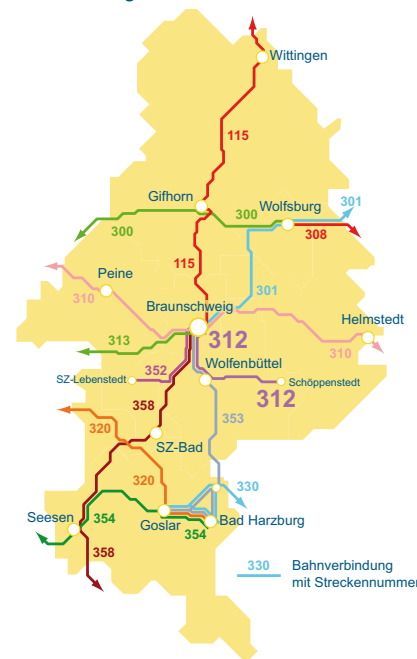 Wittingen
115
Gifhorn
Wolfsburg
301
300
300
308
Peine
115
301
310
Braunschweig
312
Helmstedt
310
313
Wolfenbüttel
352
SZ-Lebenstedt
Schöppenstedt
312
358
353
320
SZ-Bad
320
330
Seesen
354
Goslar
354
Bad Harzburg
358
330 Bahnverbindung
mit Streckennummer